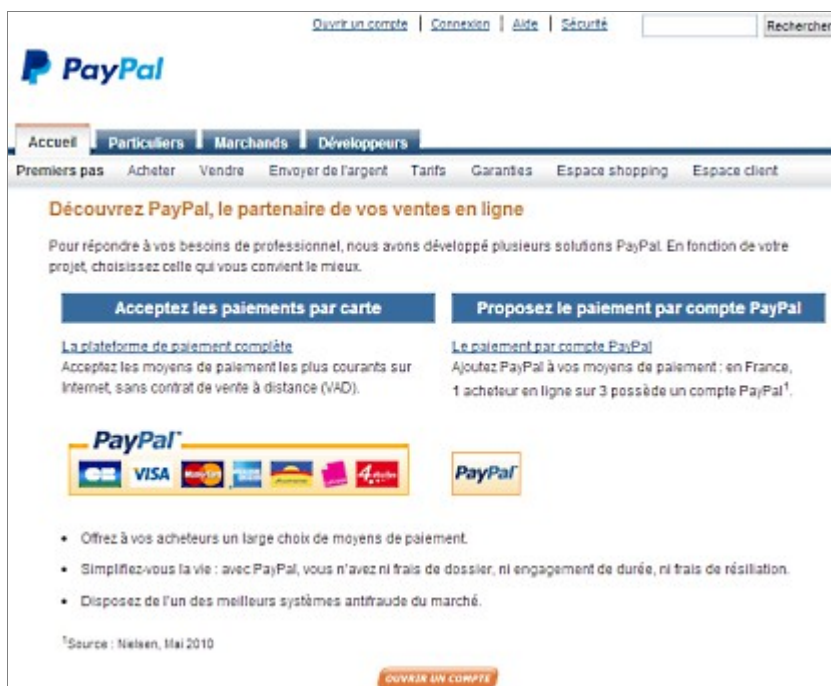 Ouvrir un compte | Connexion | Aide | Sécurité Rechercher
PayPal
Accueil Particuliers Marchands Développeurs
Premiers pas Acheter Vendre Envoyer de l'argent Tarifs Garanties Espace shopping Espace client
Découvrez PayPal, le partenaire de vos ventes en ligne
Pour répondre à vos besoins de professionnel, nous avons développé plusieurs solutions PayPal. En fonction de votre
projet, choisissez celle qui vous convient le mieux.
Acceptez les paiements par carte Proposez le paiement par compte PayPal
La plateforme de paiement complète Le paiement par compte PayPal
Acceptez les moyens de paiement les plus courants sur Ajoutez PayPal à vos moyens de paiement : en France,
Internet, sans contrat de vente à distance (VAD). 1 acheteur en ligne sur 3 possède un compte PayPal¹.
PayPal
CB VISA MasterCard PayPal
• Offrez à vos acheteurs un large choix de moyens de paiement.
• Simplifiez-vous la vie : avec PayPal, vous n'avez ni frais de dossier, ni engagement de durée, ni frais de résiliation.
• Disposez de l'un des meilleurs systèmes antifraude du marché.
¹Source : Nielsen, Mai 2010
OUVRIR UN COMPTE